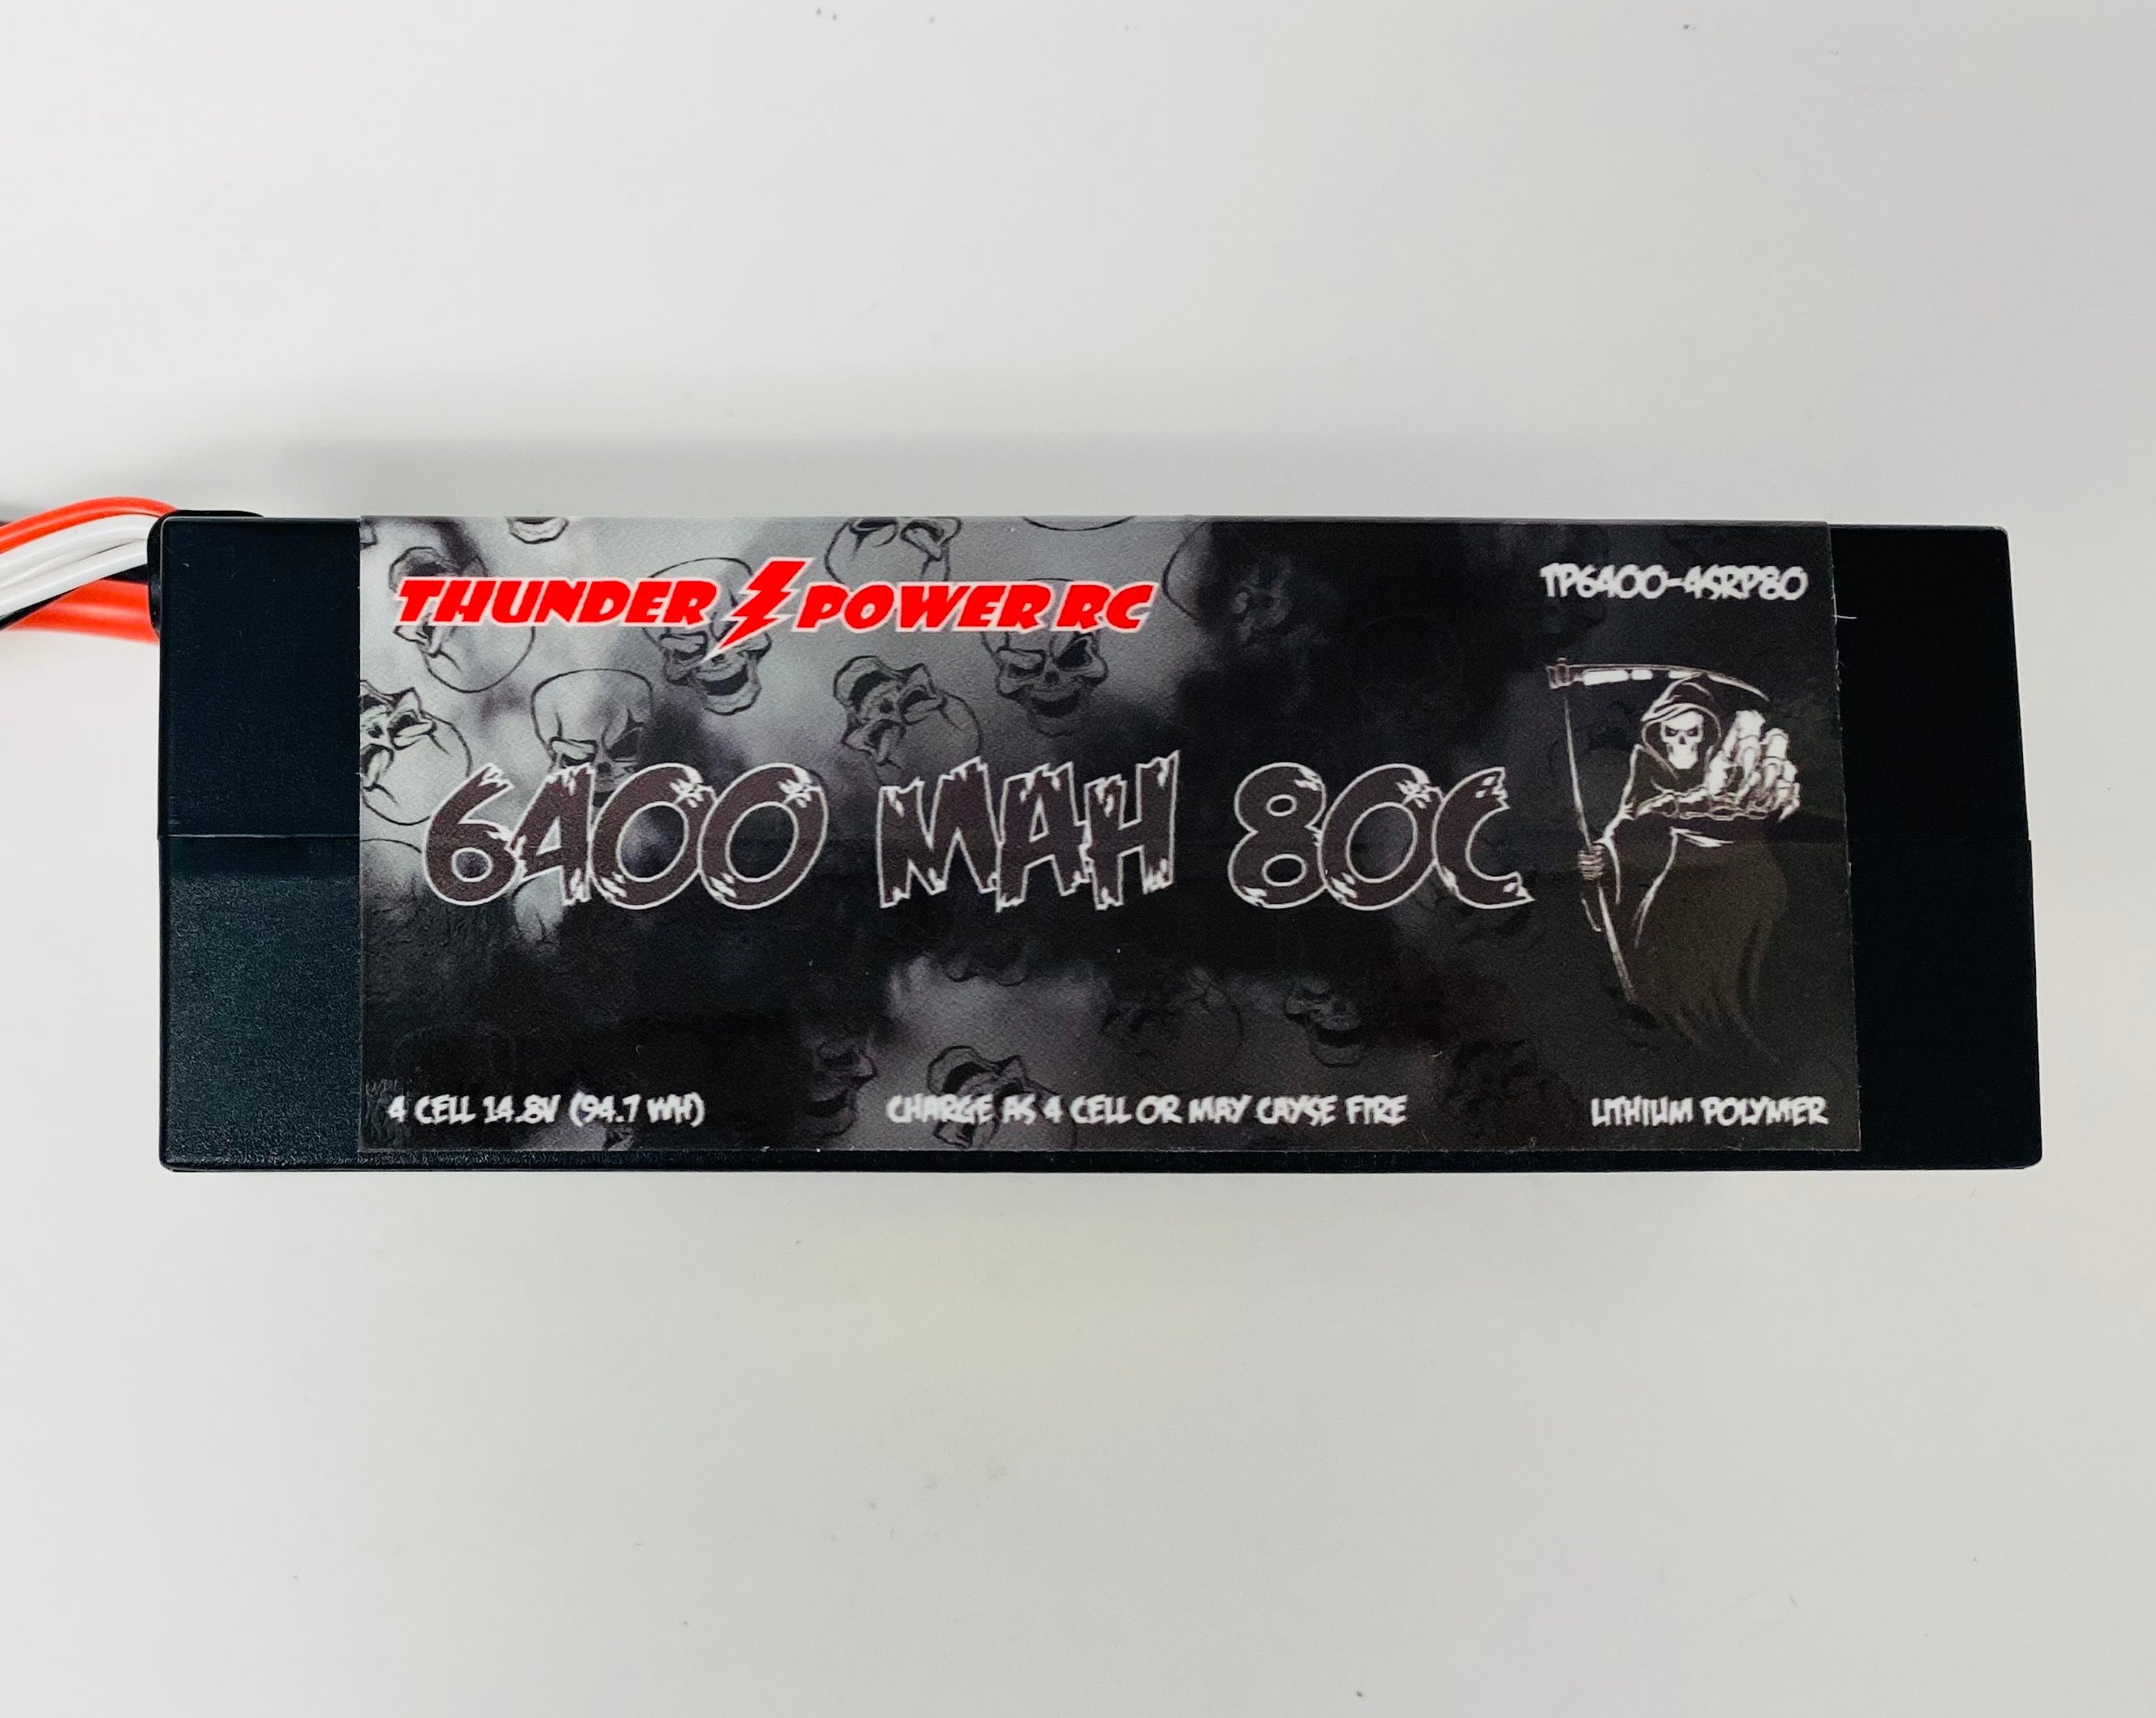 THUNDER POWER RC
TP6400-4SRP80
6400 MAH 80C
4 CELL 14.8V (94.7 WH)
CHARGE AS 4 CELL OR MAY CAYSE FIRE
LITHIUM POLYMER